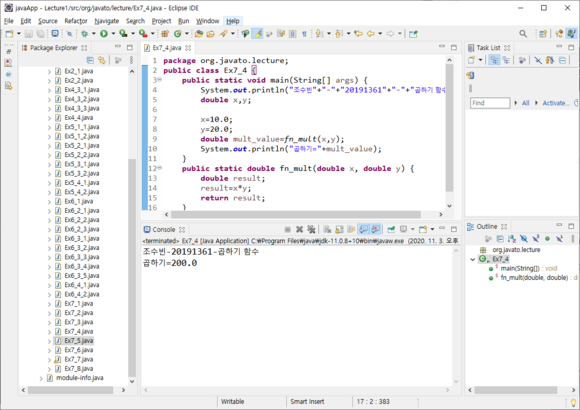 javaApp - Lecture1/src/org/javato/lecture/Ex7_4.java - Eclipse IDE
File Edit Source Refactor Navigate Search Project Run Window Help
Package Explorer
Ex2_1.java
Ex2_2.java
Ex4_3_1.java
Ex4_3_2.java
Ex4_4.java
Ex5_1_1.java
Ex5_1_2.java
Ex5_2_1.java
Ex5_2_2.java
Ex5_3_1.java
Ex5_3_2.java
Ex5_4_1.java
Ex5_4_2.java
Ex6_1.java
Ex6_2_1.java
Ex6_2_2.java
Ex6_3_1.java
Ex6_3_2.java
Ex6_3_3.java
Ex6_3_4.java
Ex6_4_1.java
Ex6_4_2.java
Ex7_1.java
Ex7_2.java
Ex7_3.java
Ex7_4.java
Ex7_5.java
Ex7_6.java
Ex7_7.java
Ex7_8.java
module-info.java
Ex7_4.java
1 package org.javato.lecture;
2 public class Ex7_4 {
3 public static void main(String[] args) {
4 System.out.println("조수빈"+"-"+"20191361"+"-"+"곱하기 함수
5 double x,y;
6
7 x=10.0;
8 y=20.0;
9 double mult_value=fn_mult(x,y);
10 System.out.println("곱하기="+mult_value);
11 }
12 public static double fn_mult(double x, double y) {
13 double result;
14 result=x*y;
15 return result;
16 }
Console
<terminated> Ex7_4 [Java Application] C:\Program Files\java\jdk-11.0.8+10\bin\javaw.exe (2020. 11. 3. 오후
조수빈-20191361-곱하기 함수
곱하기=200.0
Task List
Find All Activate...
Outline
org.javato.lecture
Ex7_4
main(String[]) : void
fn_mult(double, double) : d
Writable Smart Insert 17 : 2 : 383